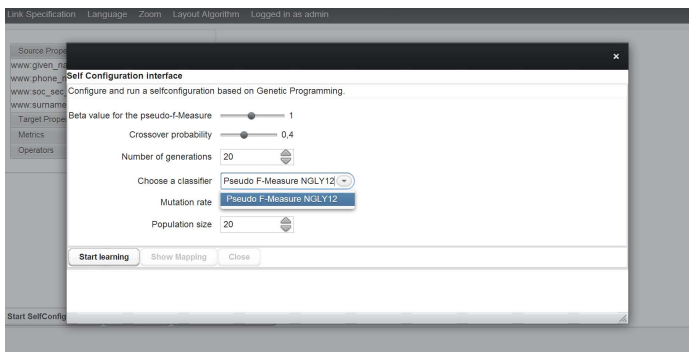 Link Specification Language Zoom Layout Algorithm Logged in as admin
Source Prope
www:given_na
www:phone_n
www:soc_sec_
www:surname
Target Prope
Metrics
Operators
×
Self Configuration interface
Configure and run a selfconfiguration based on Genetic Programming.
Beta value for the pseudo-f-Measure 1
Crossover probability 0,4
Number of generations 20
Choose a classifier Pseudo F-Measure NGLY12
Mutation rate Pseudo F-Measure NGLY12
Population size 20
Start learning Show Mapping Close
Start SelfConfig